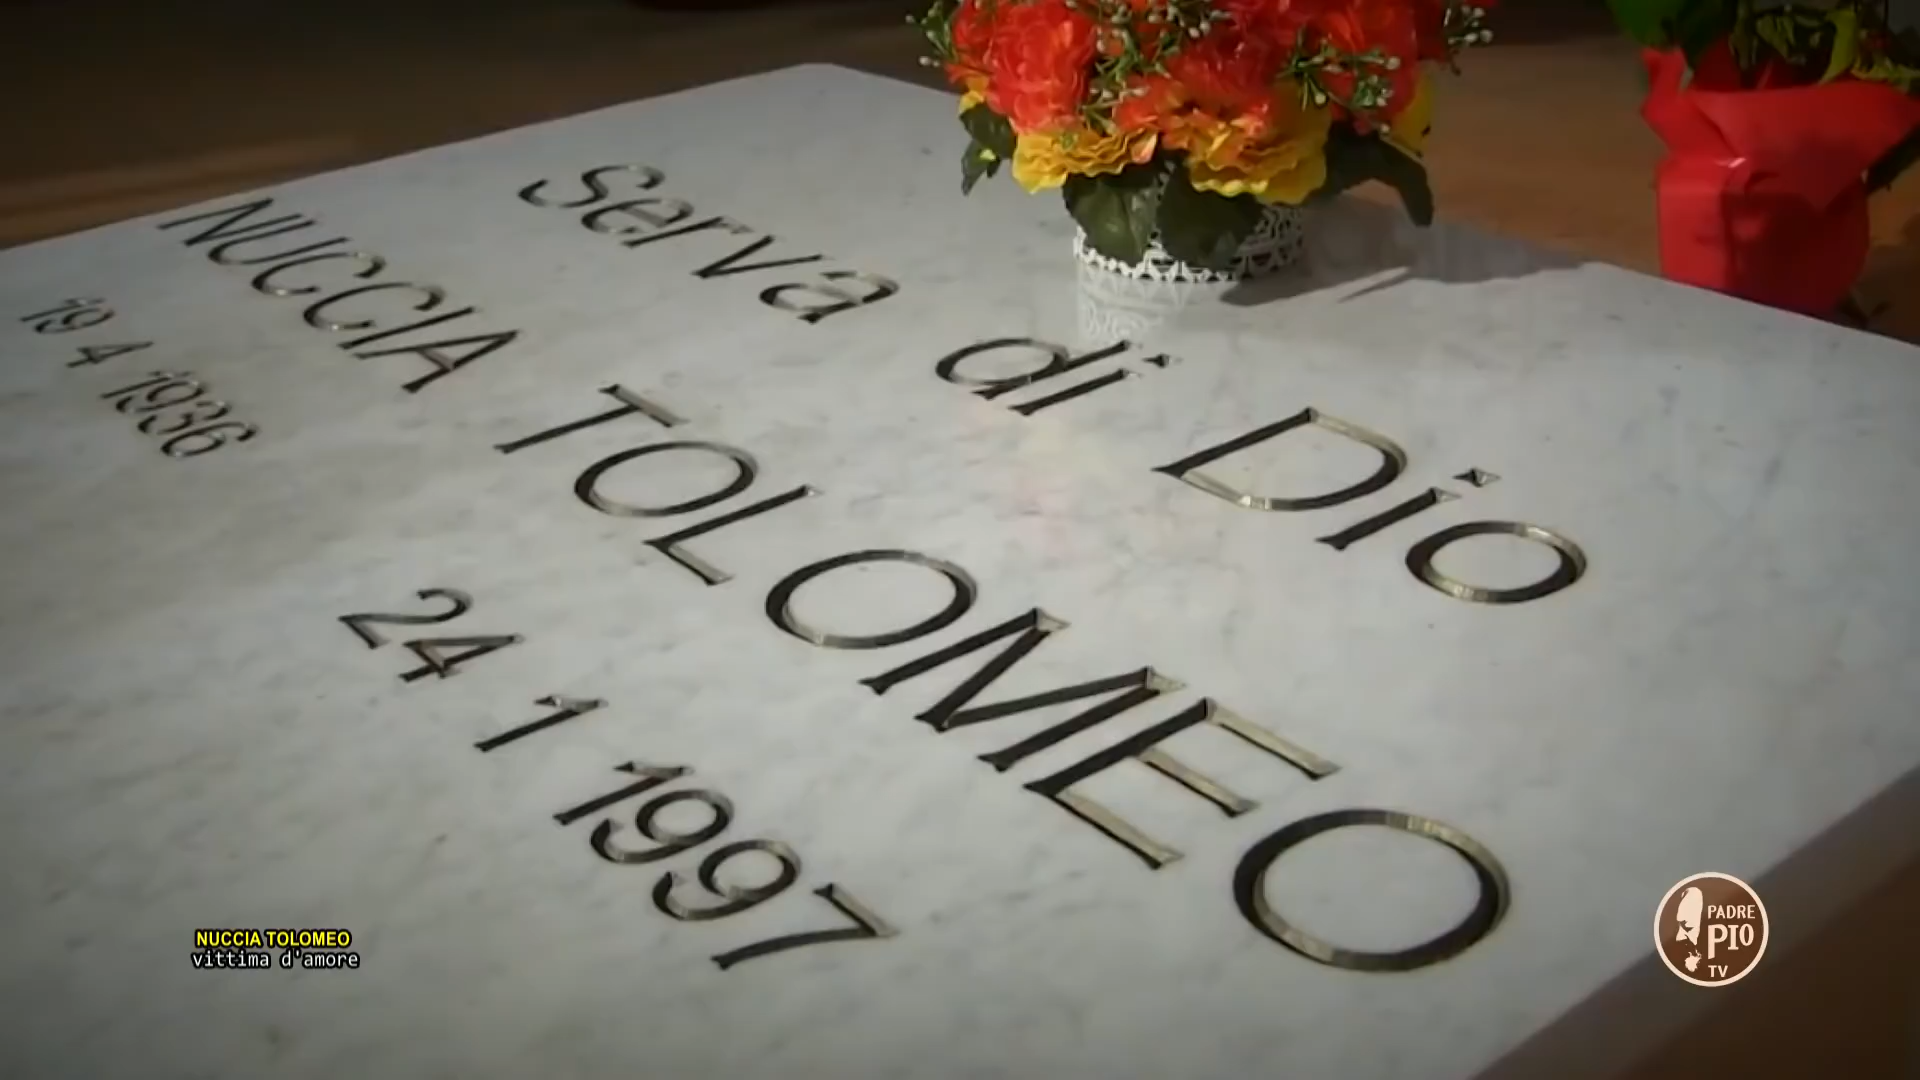 Serva di Dio
NUCCIA TOLOMEO
19 4 1936
24 1 1997
NUCCIA TOLOMEO
vittima d'amore
PADRE
PIO
TV